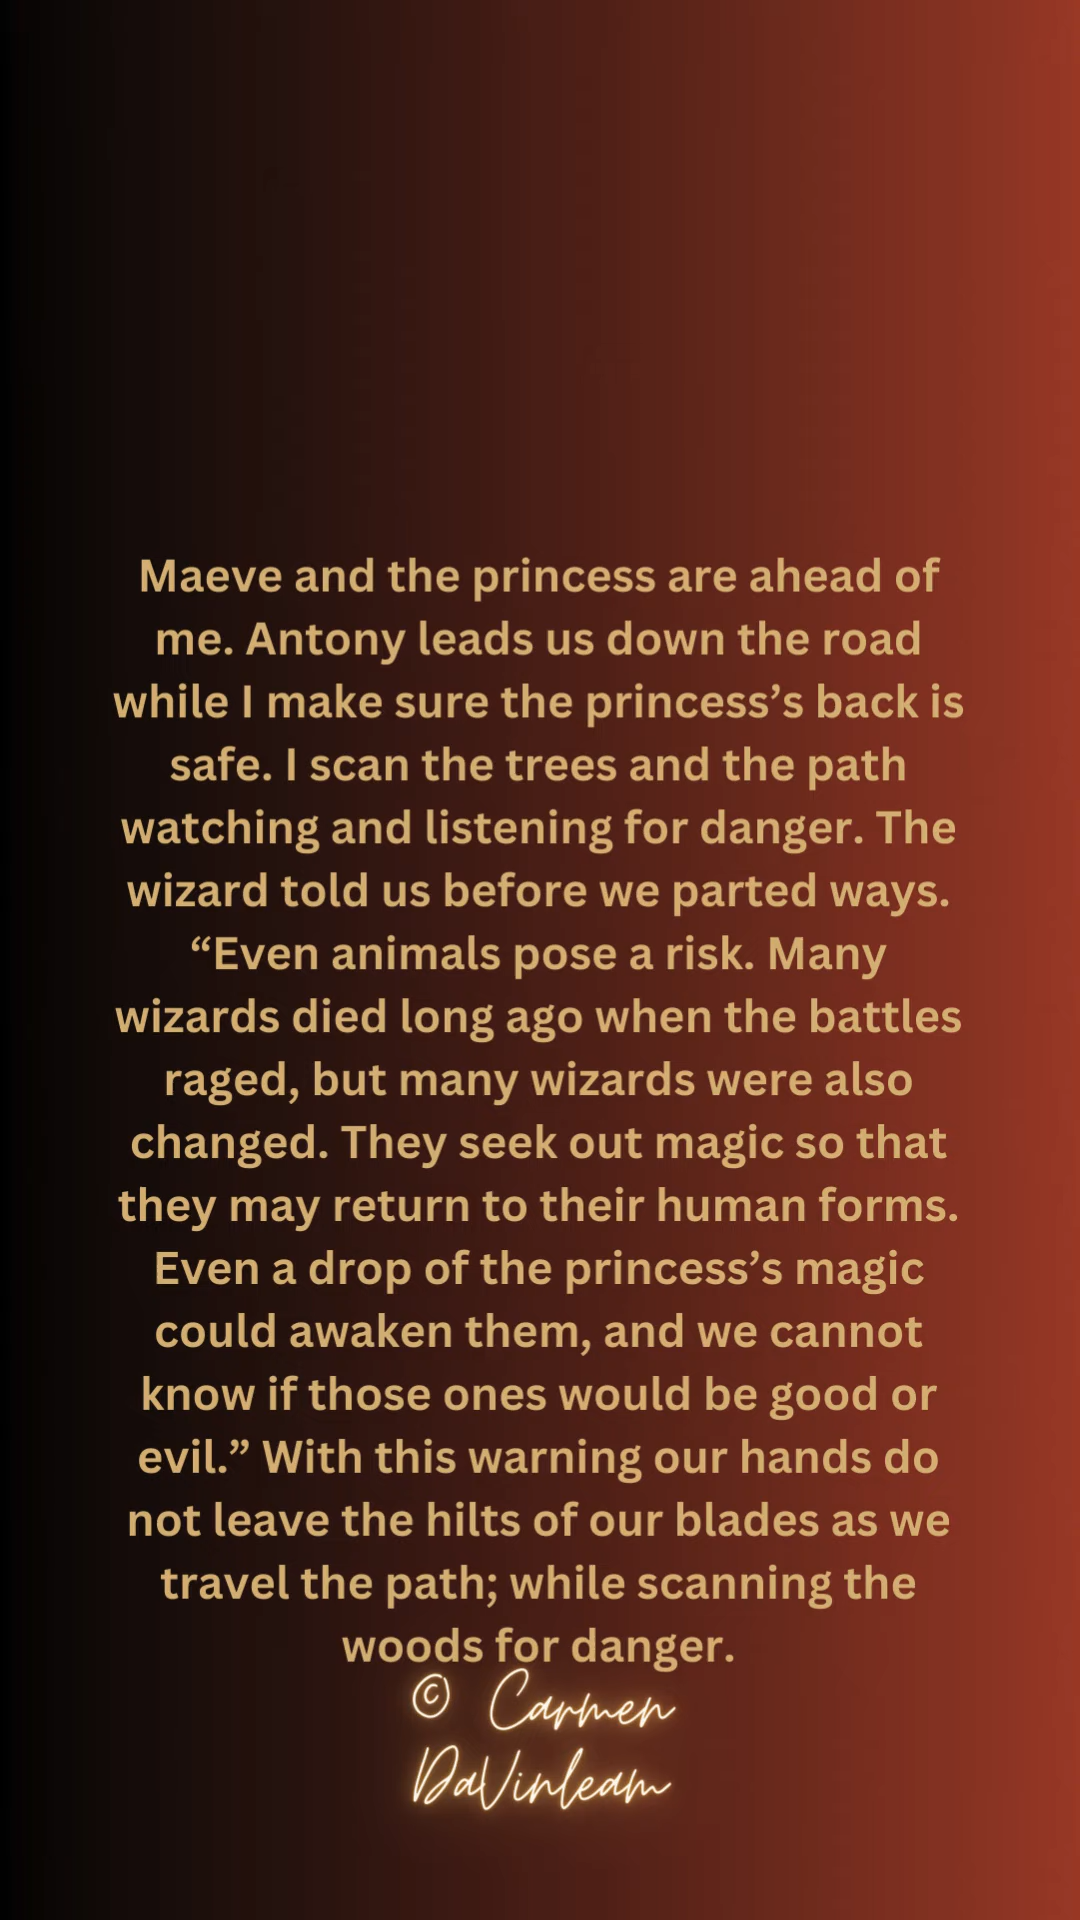 Maeve and the princess are ahead of
me. Antony leads us down the road
while I make sure the princess’s back is
safe. I scan the trees and the path
watching and listening for danger. The
wizard told us before we parted ways.
“Even animals pose a risk. Many
wizards died long ago when the battles
raged, but many wizards were also
changed. They seek out magic so that
they may return to their human forms.
Even a drop of the princess’s magic
could awaken them, and we cannot
know if those ones would be good or
evil.” With this warning our hands do
not leave the hilts of our blades as we
travel the path; while scanning the
woods for danger.
© Carmen
DaVinleam